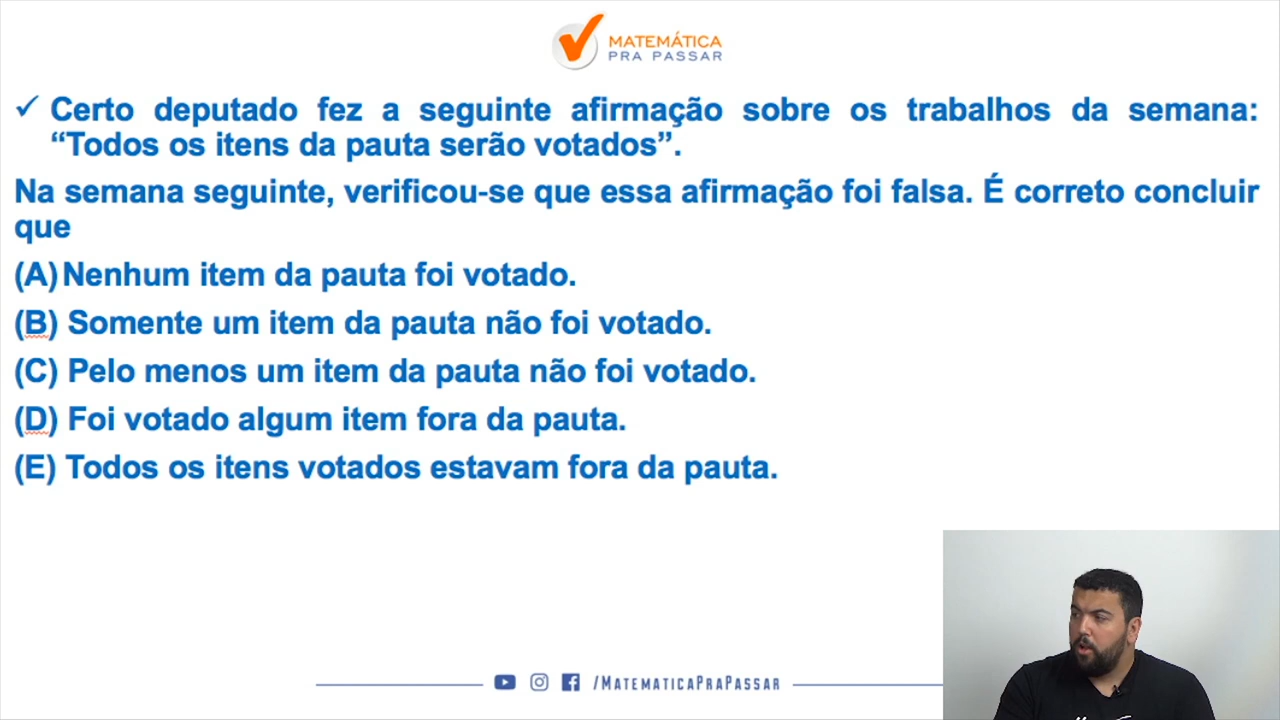 MATEMÁTICA
PRA PASSAR
✓ Certo deputado fez a seguinte afirmação sobre os trabalhos da semana:
“Todos os itens da pauta serão votados”.
Na semana seguinte, verificou-se que essa afirmação foi falsa. É correto concluir
que
(A) Nenhum item da pauta foi votado.
(B) Somente um item da pauta não foi votado.
(C) Pelo menos um item da pauta não foi votado.
(D) Foi votado algum item fora da pauta.
(E) Todos os itens votados estavam fora da pauta.
/MATEMATICAPRAPASSAR